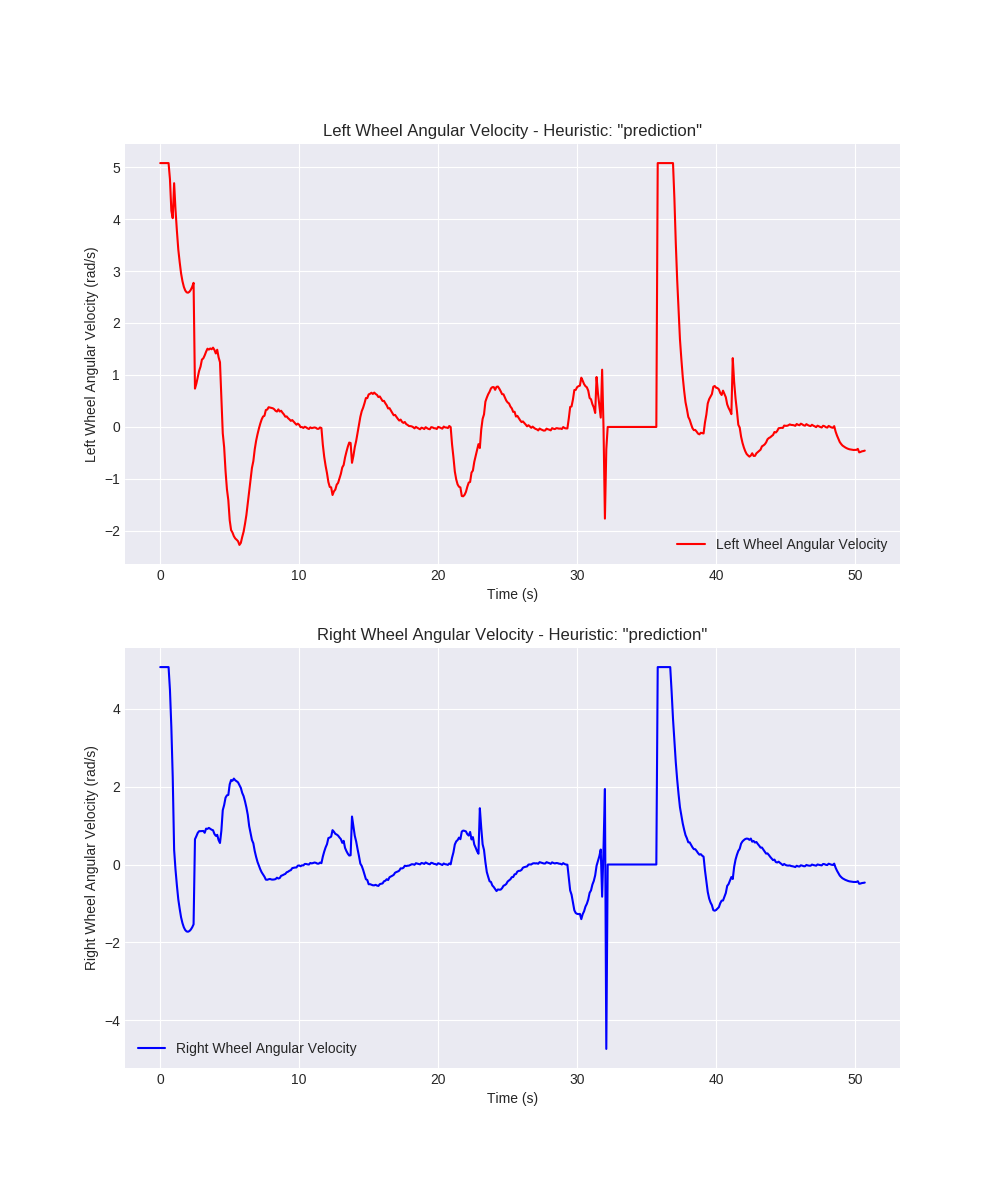 Left Wheel Angular Velocity - Heuristic: "prediction"
Left Wheel Angular Velocity (rad/s)
5
4
3
2
1
0
−1
−2
Left Wheel Angular Velocity
0 10 20 30 40 50
Time (s)
Right Wheel Angular Velocity - Heuristic: "prediction"
Right Wheel Angular Velocity (rad/s)
4
2
0
−2
−4
Right Wheel Angular Velocity
0 10 20 30 40 50
Time (s)